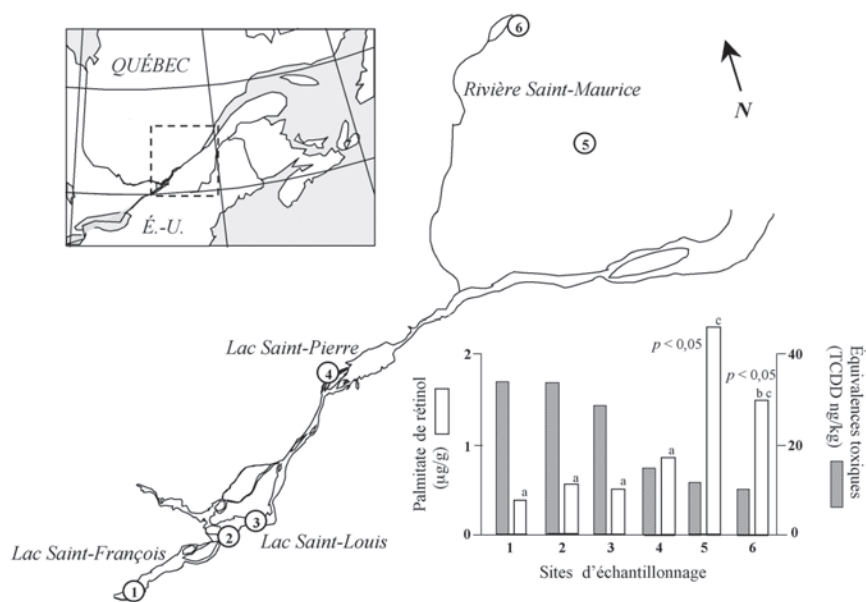 QUÉBEC
É.-U.
6
Rivière Saint-Maurice
N
5
Lac Saint-Pierre
4
3
2
Lac Saint-François
Lac Saint-Louis
1
Palmitate de rétinol
(µg/g)
2
1
0
a
a
a
a
p < 0,05
c
p < 0,05
b c
40
20
0
Équivalences toxiques
(TCDD ng/kg)
1 2 3 4 5 6
Sites d'échantillonnage